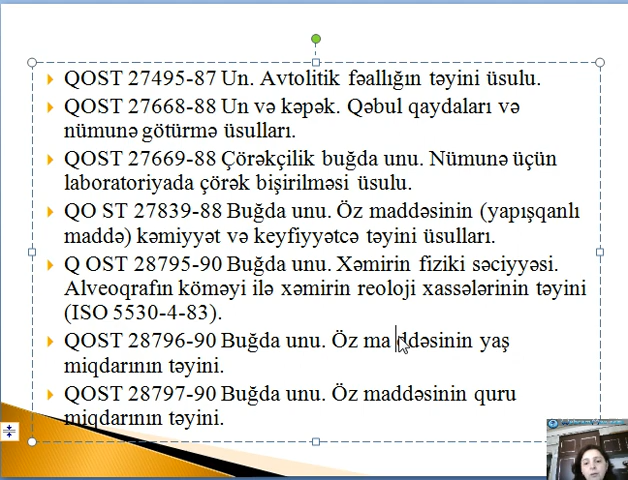 QOST 27495-87 Un. Avtolitik fəallığın təyini üsulu.
QOST 27668-88 Un və kəpək. Qəbul qaydaları və
nümunə götürmə üsulları.
QOST 27669-88 Çörəkçilik buğda unu. Nümunə üçün
laboratoriyada çörək bişirilməsi üsulu.
QO ST 27839-88 Buğda unu. Öz maddəsinin (yapışqanlı
maddə) kəmiyyət və keyfiyyətcə təyini üsulları.
Q OST 28795-90 Buğda unu. Xəmirin fiziki səciyyəsi.
Alveoqrafın köməyi ilə xəmirin reoloji xassələrinin təyini
(ISO 5530-4-83).
QOST 28796-90 Buğda unu. Öz ma ddəsinin yaş
miqdarının təyini.
QOST 28797-90 Buğda unu. Öz maddəsinin quru
miqdarının təyini.